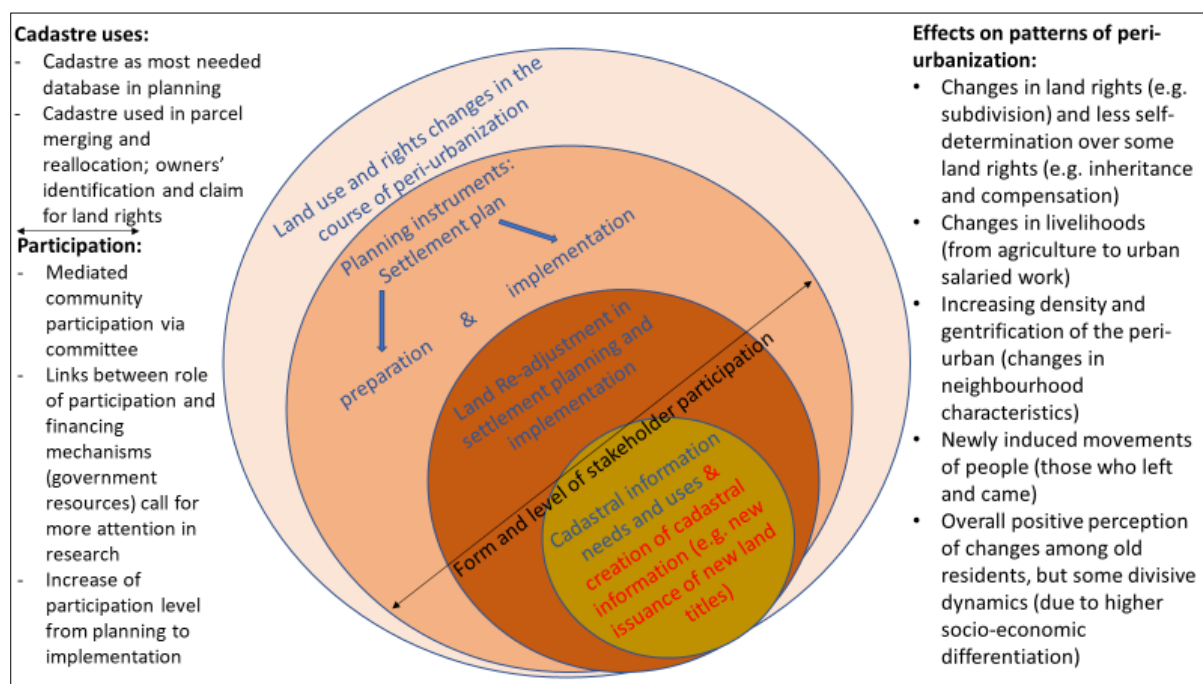 Cadastre uses:
- Cadastre as most needed
database in planning
- Cadastre used in parcel
merging and
reallocation; owners’
identification and claim
for land rights
Participation:
- Mediated
community
participation via
committee
- Links between role
of participation and
financing
mechanisms
(government
resources) call for
more attention in
research
- Increase of
participation level
from planning to
implementation
Land use and rights changes in the
course of peri-urbanization
Planning instruments:
Settlement plan
preparation & implementation
Land Re-adjustment in
settlement planning and
implementation
Form and level of stakeholder participation
Cadastral information
needs and uses &
creation of cadastral
information (e.g. new
issuance of new land
titles)
Effects on patterns of peri-
urbanization:
• Changes in land rights (e.g.
subdivision) and less self-
determination over some
land rights (e.g. inheritance
and compensation)
• Changes in livelihoods
(from agriculture to urban
salaried work)
• Increasing density and
gentrification of the peri-
urban (changes in
neighbourhood
characteristics)
• Newly induced movements
of people (those who left
and came)
• Overall positive perception
of changes among old
residents, but some divisive
dynamics (due to higher
socio-economic
differentiation)